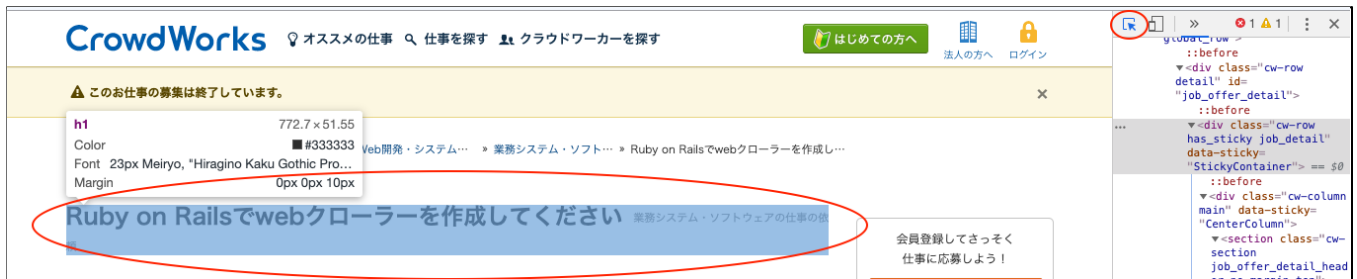 CrowdWorks オススメの仕事 仕事を探す クラウドワーカーを探す はじめての方へ 法人の方へ ログイン
このお仕事の募集は終了しています。 ×
h1 772.7 × 51.55
Color #333333
Font 23px Meiryo, "Hiragino Kaku Gothic Pro...
Margin 0px 0px 10px
Web開発・システム… » 業務システム・ソフト… » Ruby on Railsでwebクローラーを作成し…
Ruby on Railsでwebクローラーを作成してください 業務システム・ソフトウェアの仕事の依
頼
会員登録してさっそく
仕事に応募しよう！
» 1 1 ⋮ ×
global_row">
::before
▼<div class="cw-row
detail" id=
"job_offer_detail">
::before
… ▼<div class="cw-row
has_sticky job_detail"
data-sticky=
"StickyContainer"> == $0
::before
▼<div class="cw-column
main" data-sticky=
"CenterColumn">
▼<section class="cw-
section
job_offer_detail_head